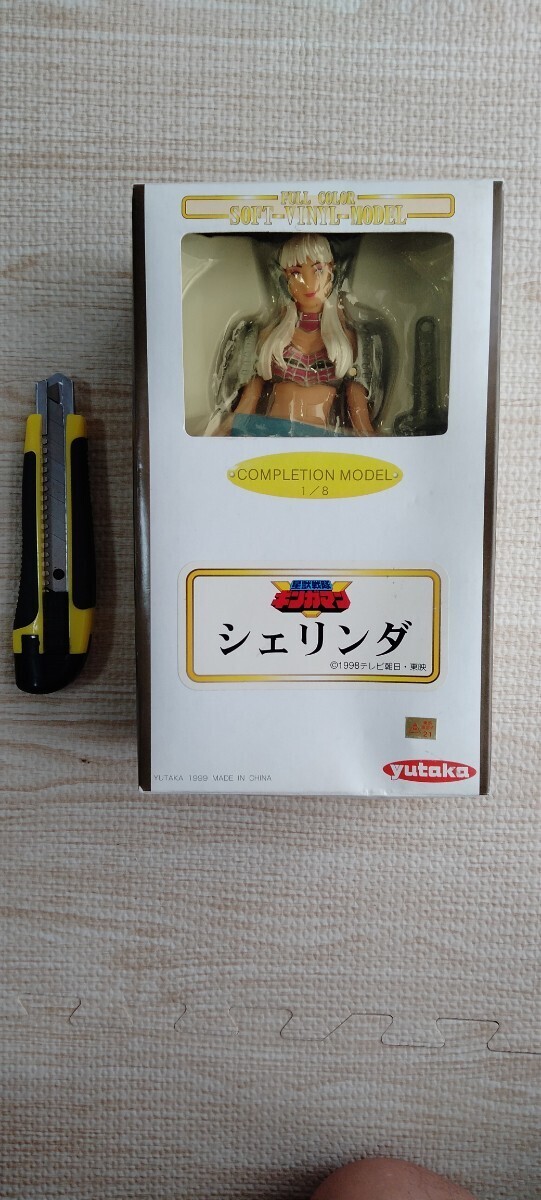 FULL COLOR
SOFT-VINYL-MODEL
COMPLETION MODEL
1/8
星獣戦隊
ギンガマン
シェリンダ
©1998テレビ朝日・東映
yutaka
YUTAKA 1999 MADE IN CHINA